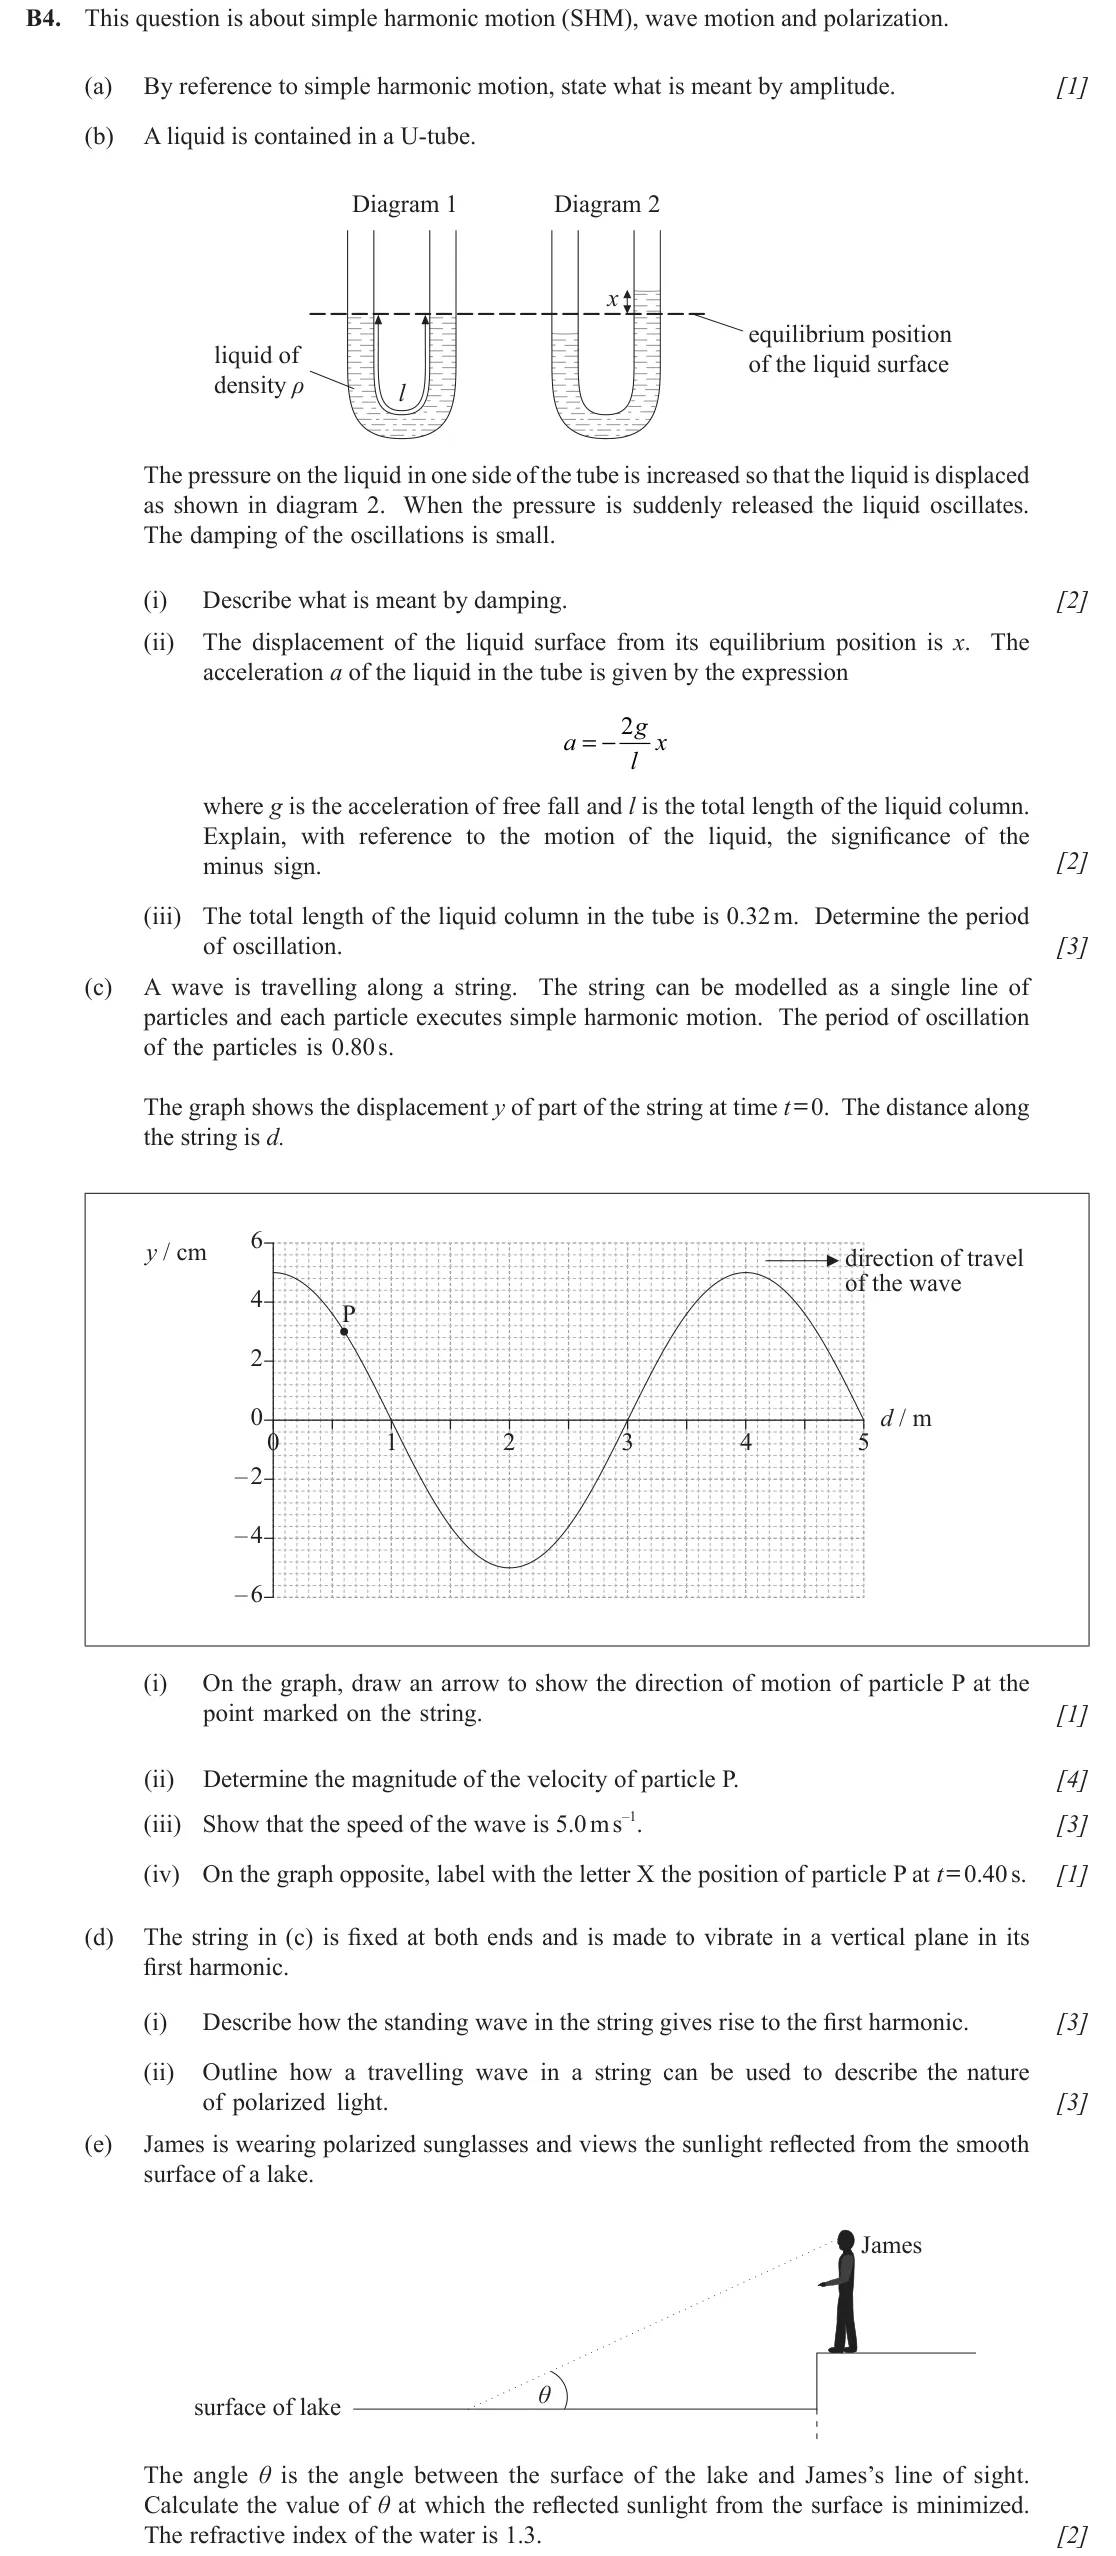 B4. This question is about simple harmonic motion (SHM), wave motion and polarization.
(a) By reference to simple harmonic motion, state what is meant by amplitude. [1]
(b) A liquid is contained in a U-tube.
Diagram 1 Diagram 2
x
equilibrium position
of the liquid surface
liquid of
density ρ
l
The pressure on the liquid in one side of the tube is increased so that the liquid is displaced
as shown in diagram 2. When the pressure is suddenly released the liquid oscillates.
The damping of the oscillations is small.
(i) Describe what is meant by damping. [2]
(ii) The displacement of the liquid surface from its equilibrium position is x. The
acceleration a of the liquid in the tube is given by the expression
a = −2g/l x
where g is the acceleration of free fall and l is the total length of the liquid column.
Explain, with reference to the motion of the liquid, the significance of the
minus sign. [2]
(iii) The total length of the liquid column in the tube is 0.32 m. Determine the period
of oscillation. [3]
(c) A wave is travelling along a string. The string can be modelled as a single line of
particles and each particle executes simple harmonic motion. The period of oscillation
of the particles is 0.80 s.
The graph shows the displacement y of part of the string at time t=0. The distance along
the string is d.
y / cm
6
direction of travel
of the wave
4
P
2
0
d / m
0 1 2 3 4 5
−2
−4
−6
(i) On the graph, draw an arrow to show the direction of motion of particle P at the
point marked on the string. [1]
(ii) Determine the magnitude of the velocity of particle P. [4]
(iii) Show that the speed of the wave is 5.0 m s⁻¹. [3]
(iv) On the graph opposite, label with the letter X the position of particle P at t=0.40 s. [1]
(d) The string in (c) is fixed at both ends and is made to vibrate in a vertical plane in its
first harmonic.
(i) Describe how the standing wave in the string gives rise to the first harmonic. [3]
(ii) Outline how a travelling wave in a string can be used to describe the nature
of polarized light. [3]
(e) James is wearing polarized sunglasses and views the sunlight reflected from the smooth
surface of a lake.
James
θ
surface of lake
The angle θ is the angle between the surface of the lake and James's line of sight.
Calculate the value of θ at which the reflected sunlight from the surface is minimized.
The refractive index of the water is 1.3. [2]